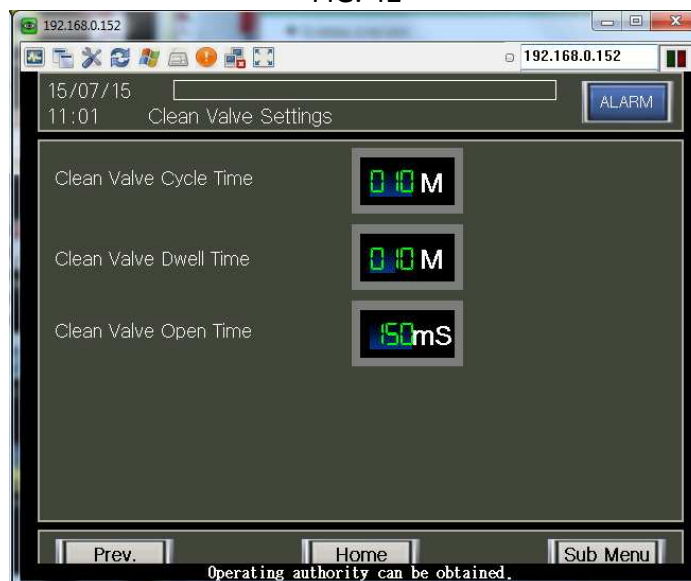 192.168.0.152
192.168.0.152
15/07/15
11:01 Clean Valve Settings
ALARM
Clean Valve Cycle Time 010 M
Clean Valve Dwell Time 010 M
Clean Valve Open Time 150mS
Prev. Home Sub Menu
Operating authority can be obtained.